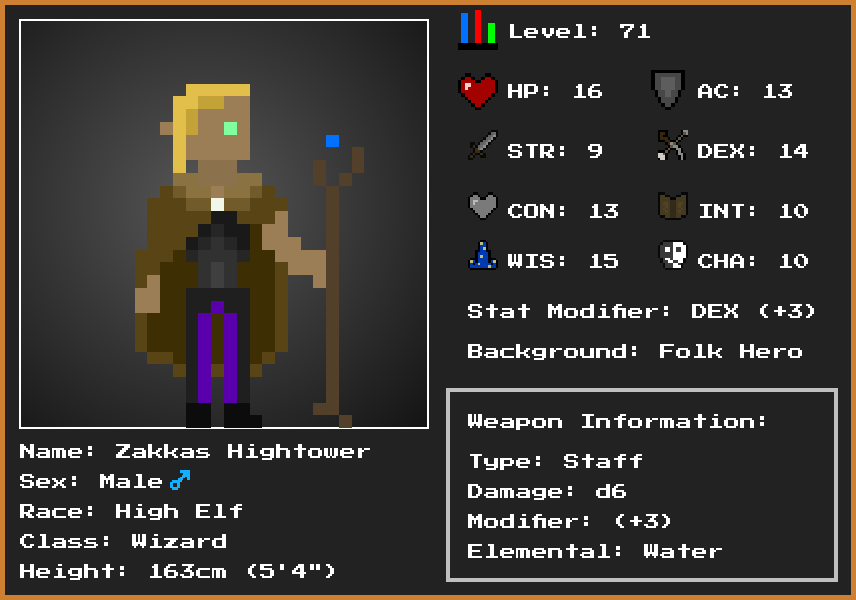 Level: 71
HP: 16 AC: 13
STR: 9 DEX: 14
CON: 13 INT: 10
WIS: 15 CHA: 10
Stat Modifier: DEX (+3)
Background: Folk Hero
Weapon Information:
Type: Staff
Damage: d6
Modifier: (+3)
Elemental: Water
Name: Zakkas Hightower
Sex: Male ♂
Race: High Elf
Class: Wizard
Height: 163cm (5'4")